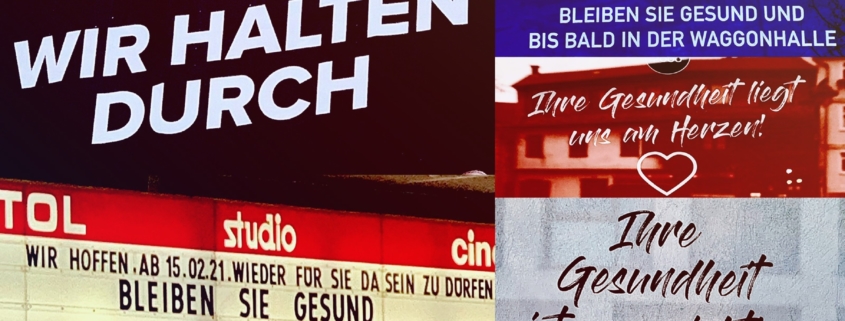 WIR HALTEN
DURCH
TOL
studio
WIR HOFFEN, AB 15.02.21.WIEDER FÜR SIE DA SEIN ZU DÜRFEN
BLEIBEN SIE GESUND
BLEIBEN SIE GESUND UND
BIS BALD IN DER WAGGONHALLE
Ihre Gesundheit liegt
uns am Herzen!
Ihre
Gesundheit